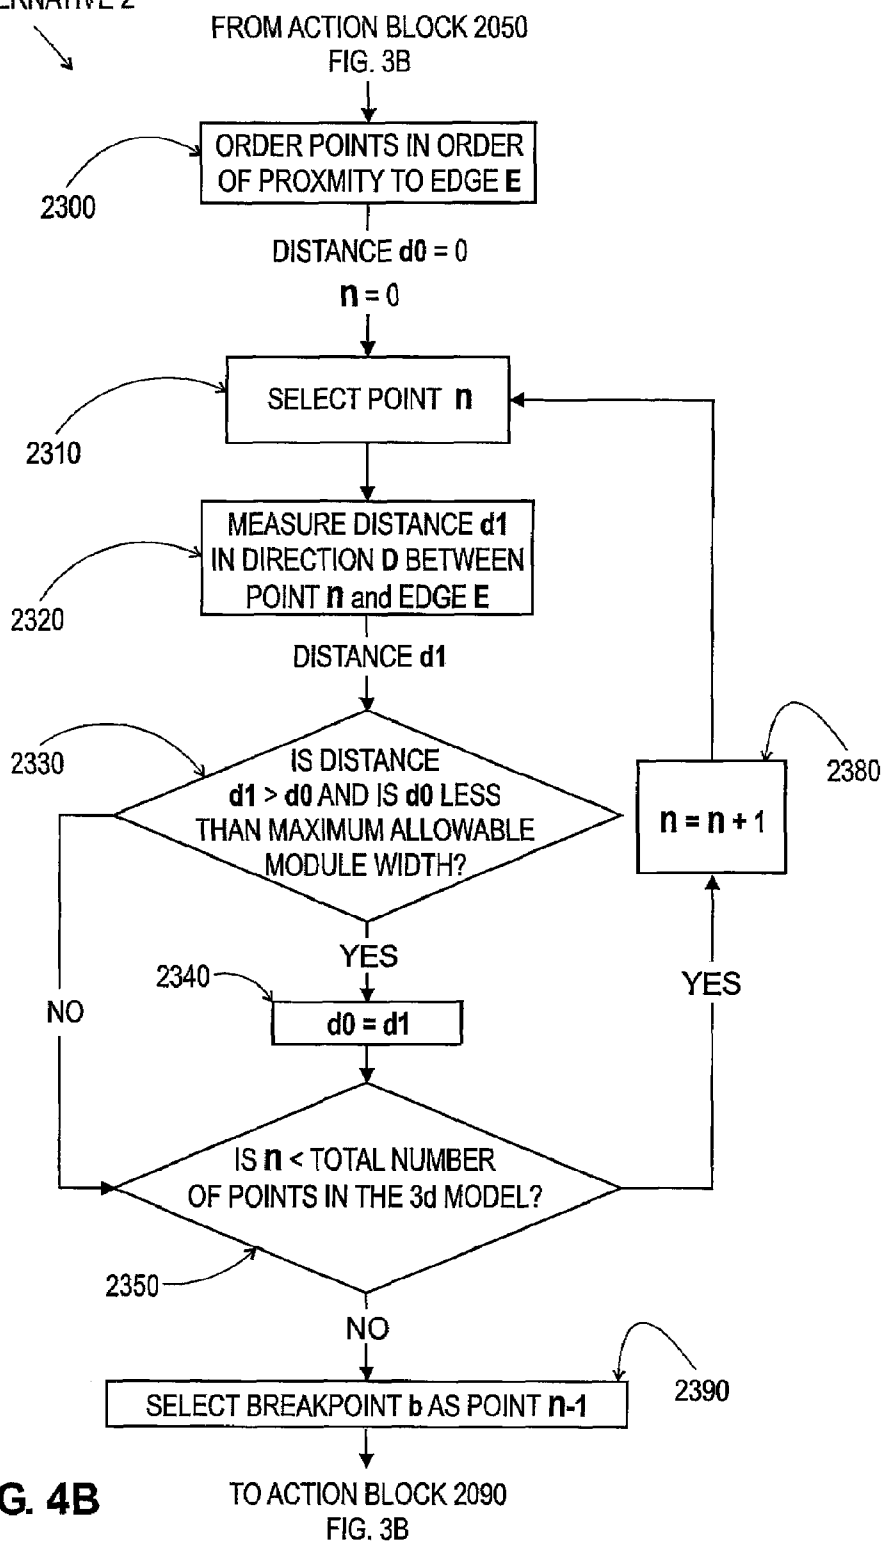 FROM ACTION BLOCK 2050
FIG. 3B
ORDER POINTS IN ORDER
OF PROXMITY TO EDGE E
2300
DISTANCE d0 = 0
n = 0
SELECT POINT n
2310
MEASURE DISTANCE d1
IN DIRECTION D BETWEEN
POINT n and EDGE E
2320
DISTANCE d1
IS DISTANCE
d1 > d0 AND IS d0 LESS
THAN MAXIMUM ALLOWABLE
MODULE WIDTH?
2330
n = n + 1
2380
YES
2340
NO
YES
d0 = d1
IS n < TOTAL NUMBER
OF POINTS IN THE 3d MODEL?
2350
NO
SELECT BREAKPOINT b AS POINT n-1
2390
G. 4B
TO ACTION BLOCK 2090
FIG. 3B